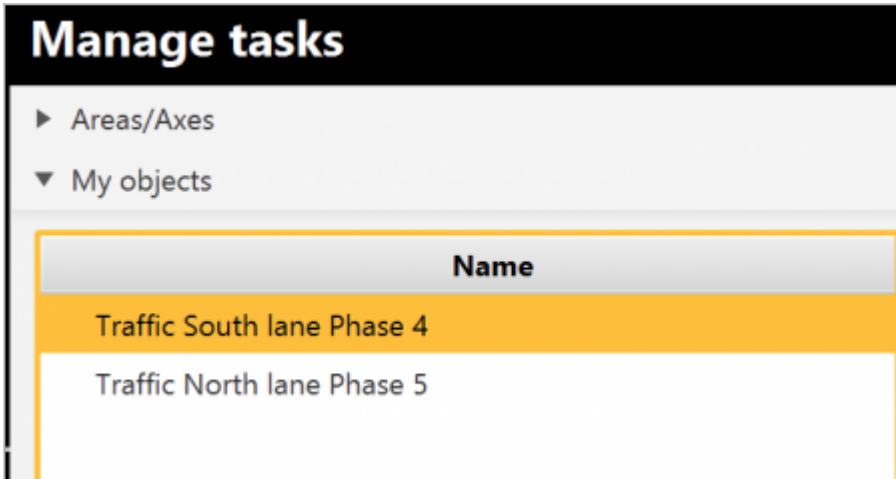 Manage tasks
Areas/Axes
My objects
Name
Traffic South lane Phase 4
Traffic North lane Phase 5